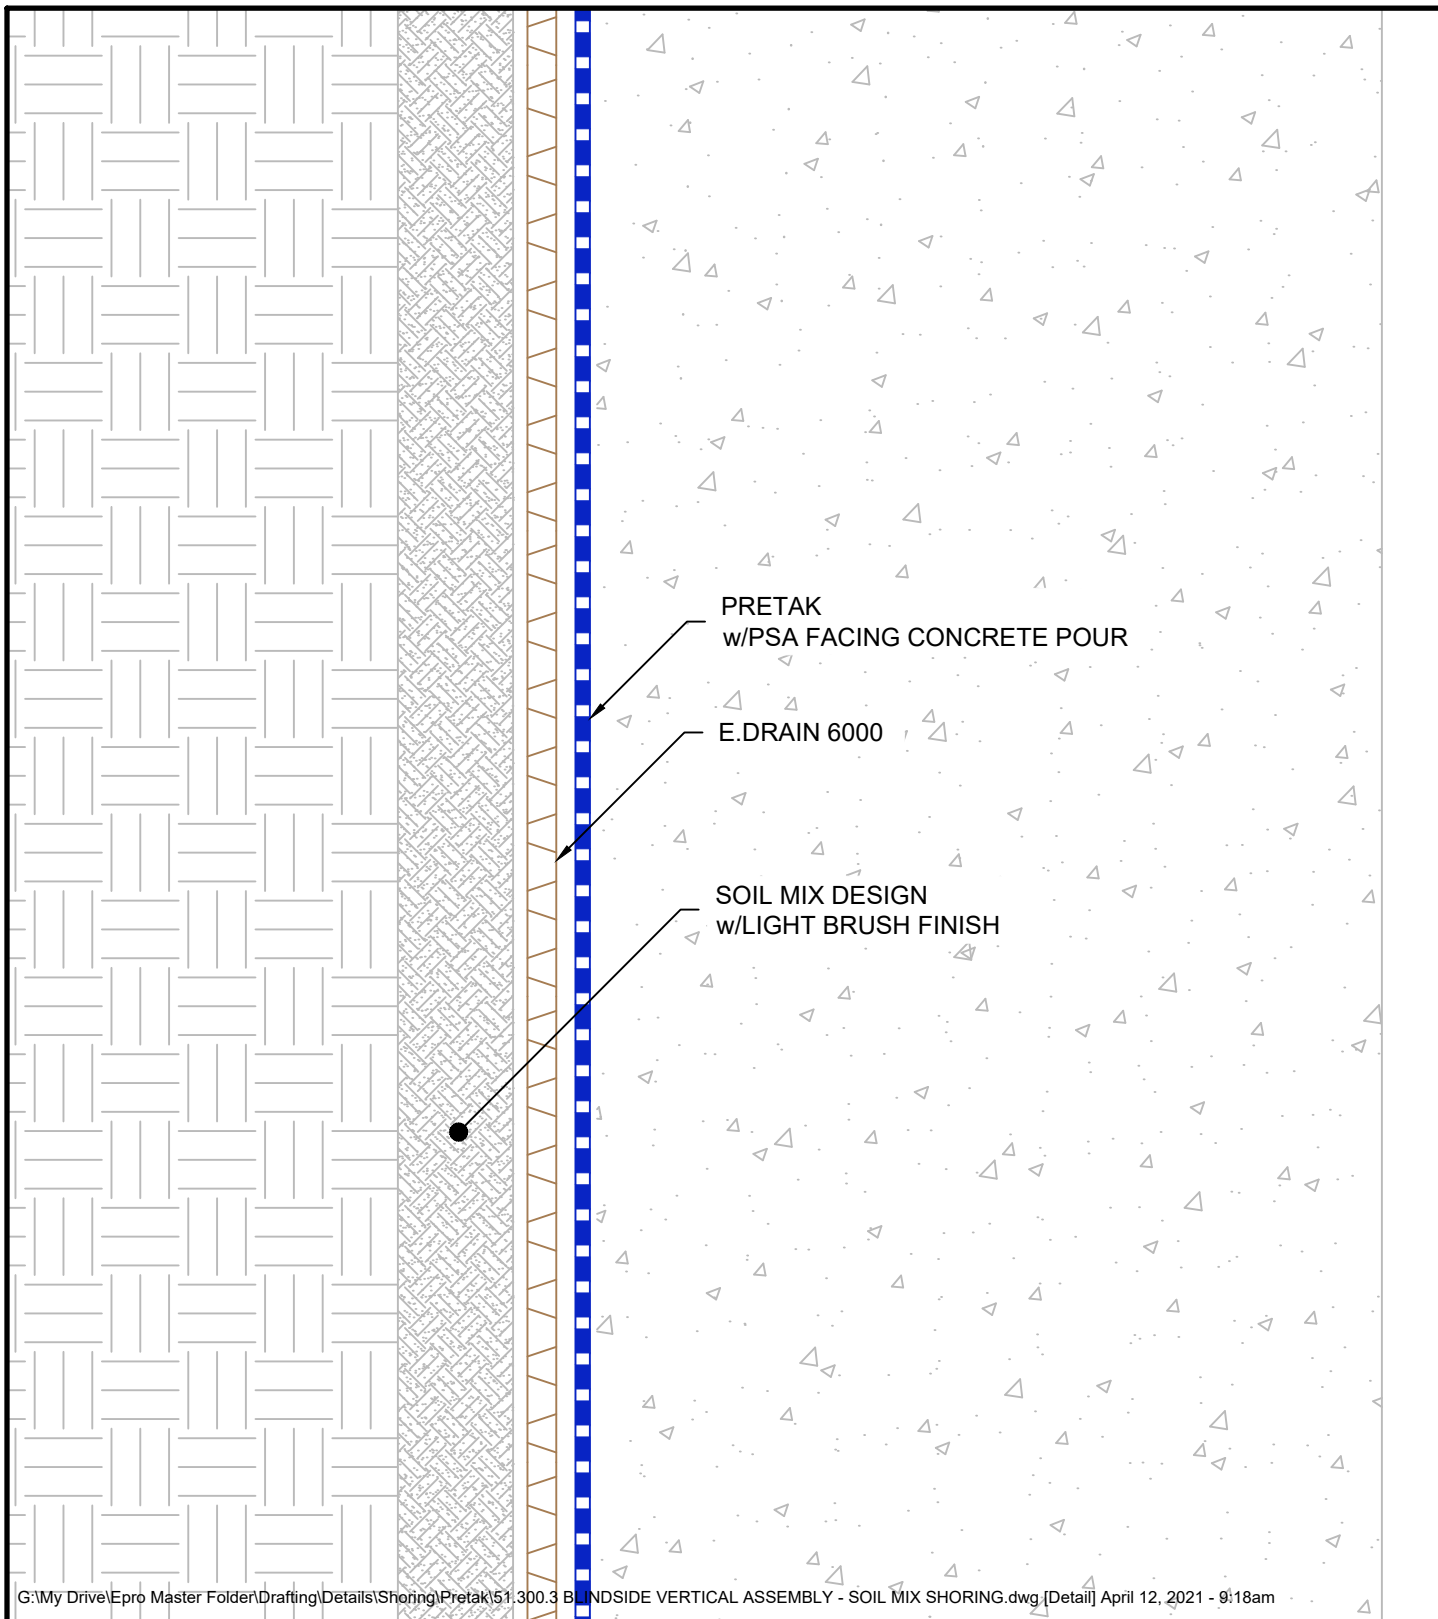 PRETAK
w/PSA FACING CONCRETE POUR
E.DRAIN 6000
SOIL MIX DESIGN
w/LIGHT BRUSH FINISH
G:\My Drive\Epro Master Folder\Drafting\Details\Shoring\Pretak\51.300.3 BLINDSIDE VERTICAL ASSEMBLY - SOIL MIX SHORING.dwg [Detail] April 12, 2021 - 9:18am